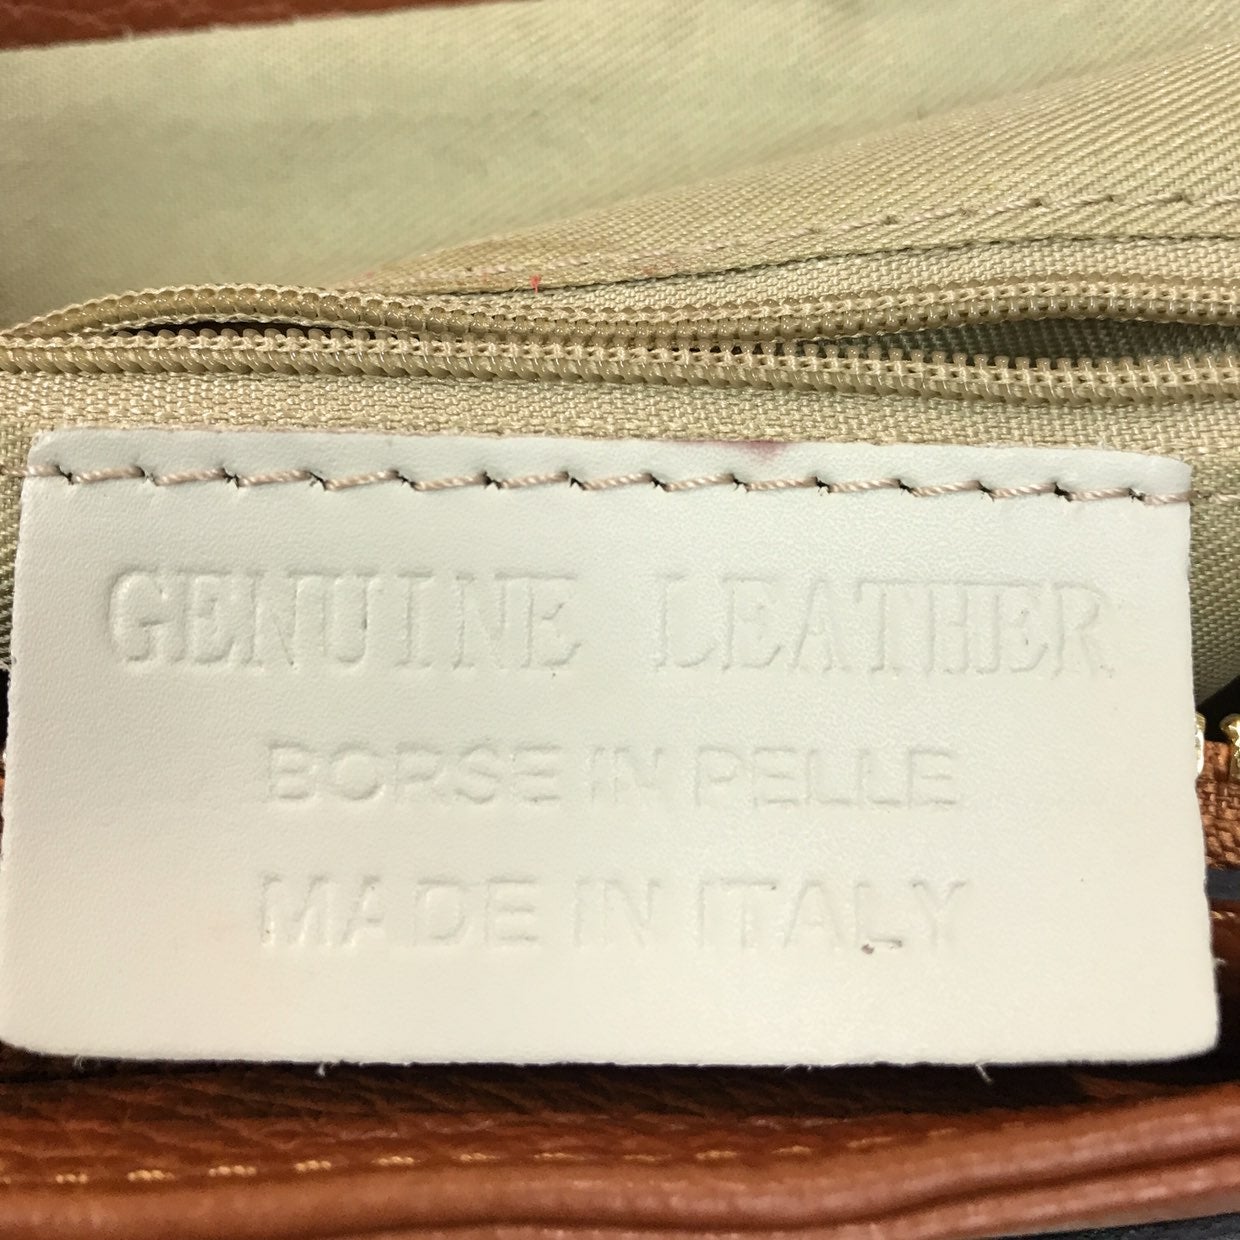 GENUINE LEATHER
BORSE IN PELLE
MADE IN ITALY